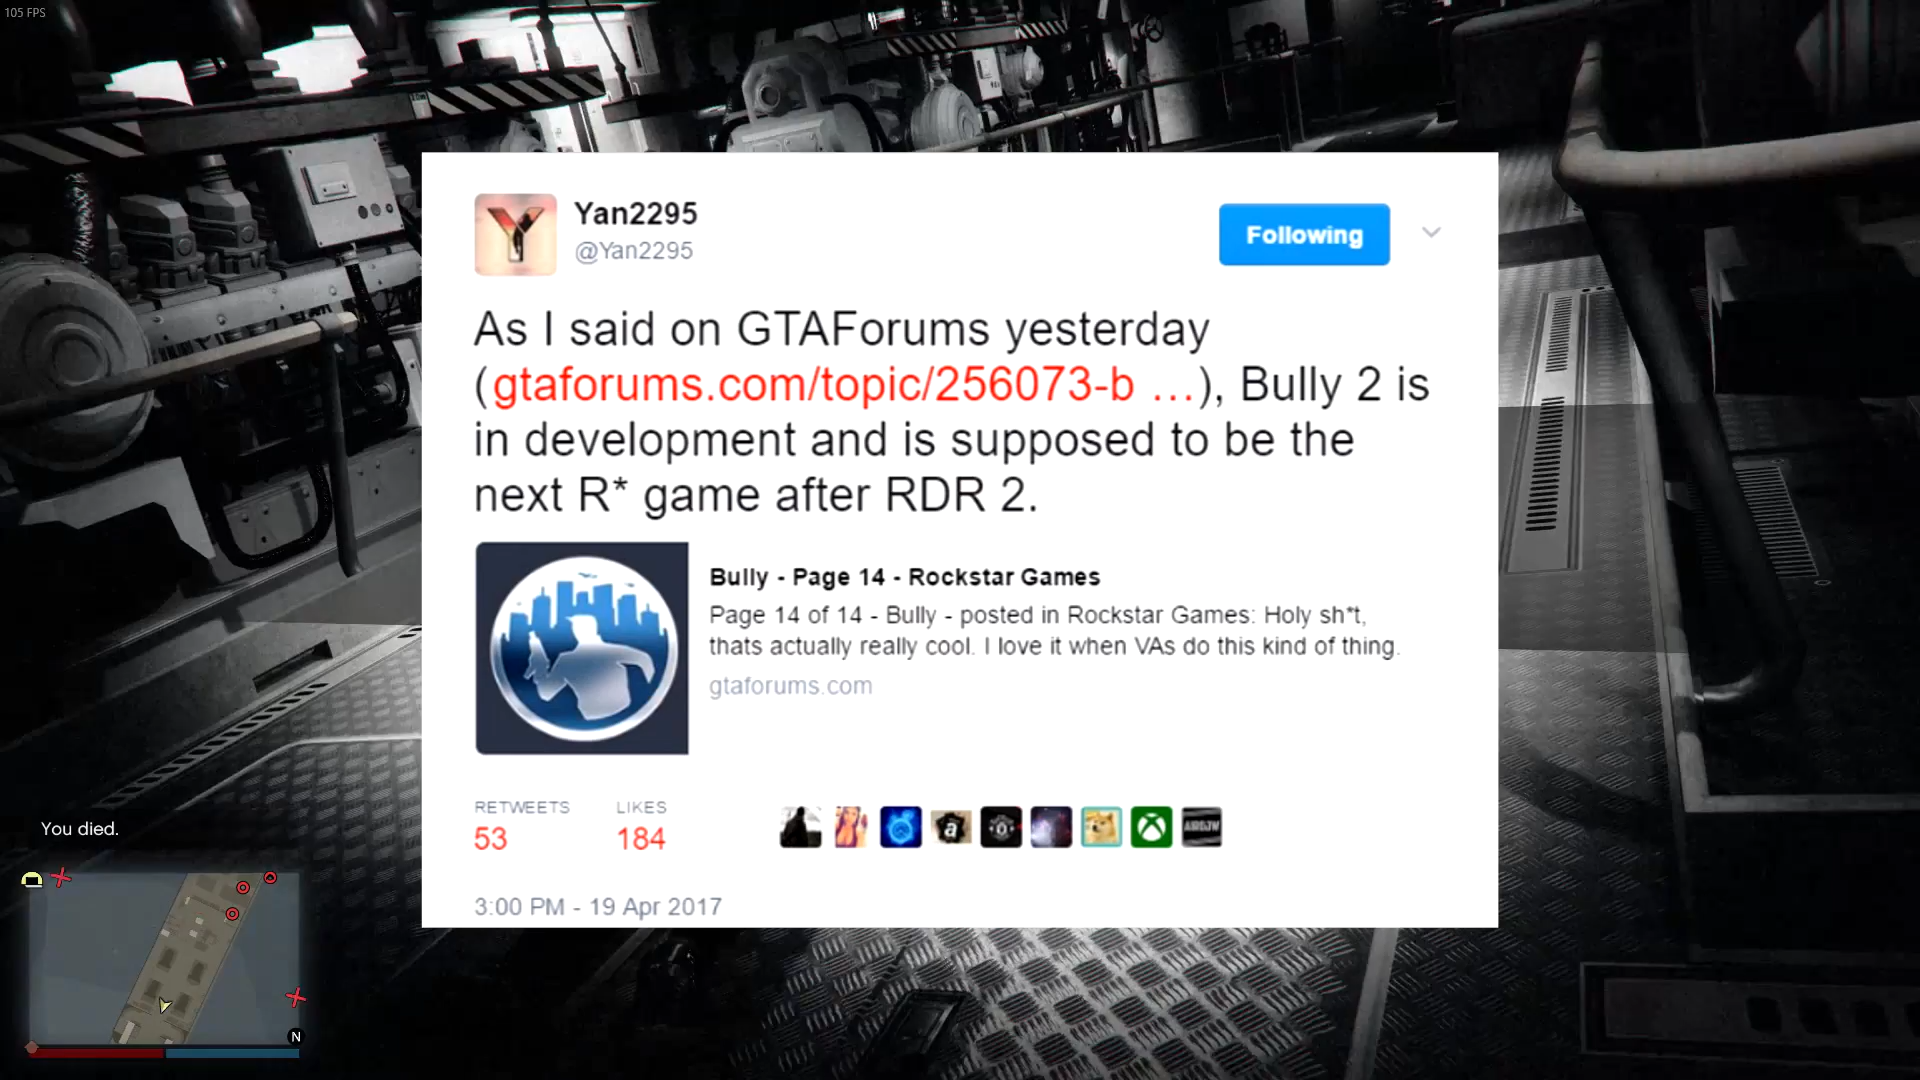 105 FPS
Yan2295
@Yan2295
Following
As I said on GTAForums yesterday
(gtaforums.com/topic/256073-b …), Bully 2 is
in development and is supposed to be the
next R* game after RDR 2.
Bully - Page 14 - Rockstar Games
Page 14 of 14 - Bully - posted in Rockstar Games: Holy sh*t,
thats actually really cool. I love it when VAs do this kind of thing.
gtaforums.com
RETWEETS LIKES
53 184
a
3:00 PM - 19 Apr 2017
You died.
N